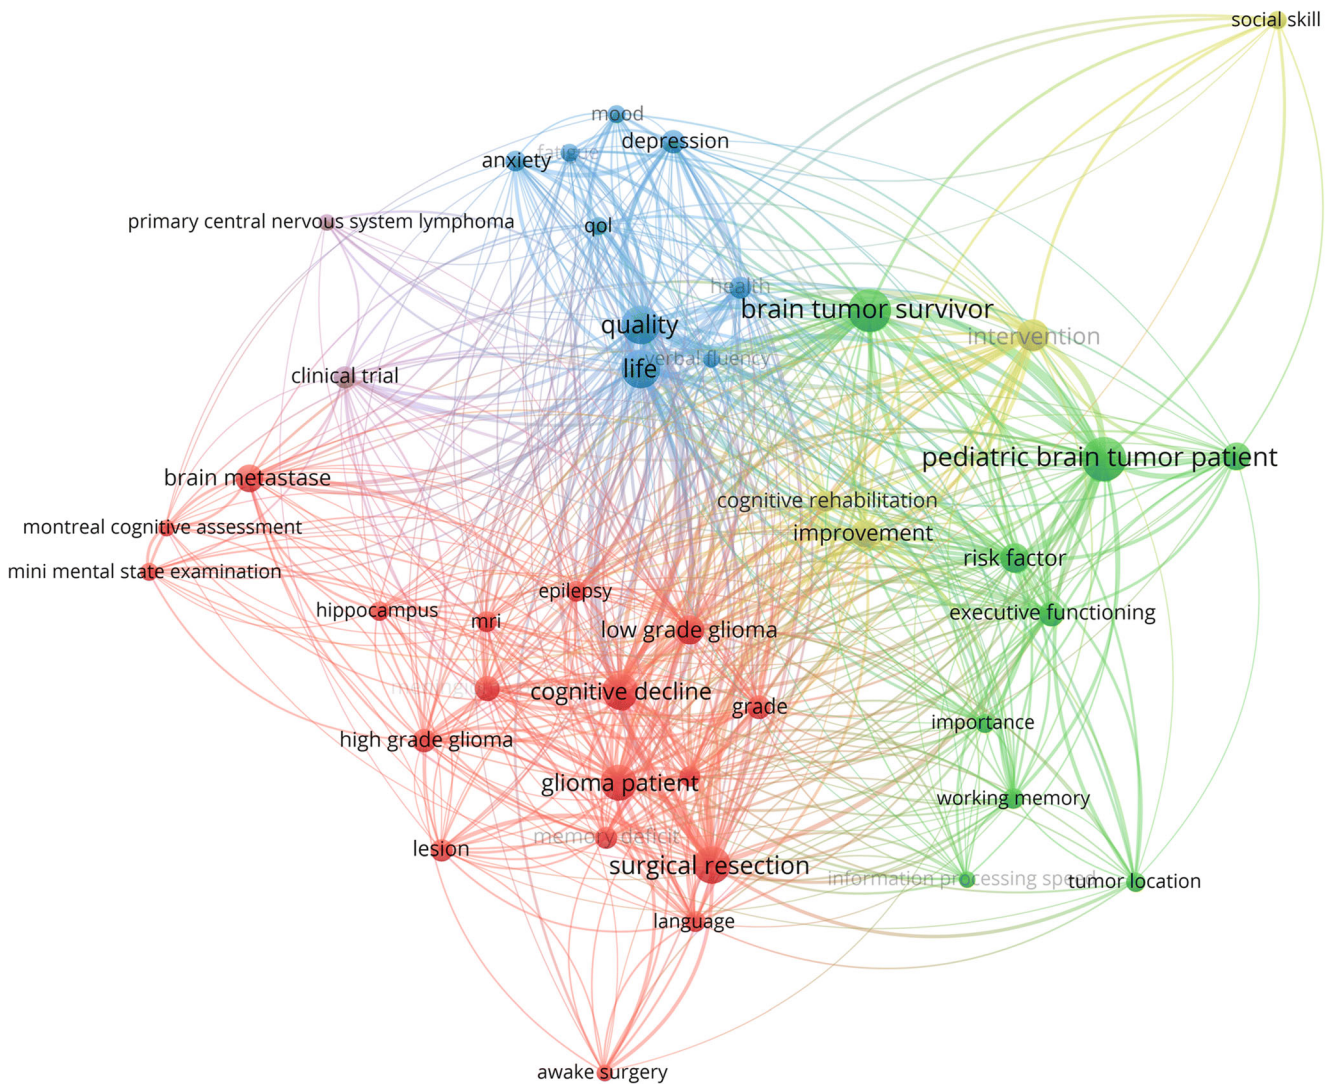 social skill
mood
depression
anxiety
fatigue
primary central nervous system lymphoma
qol
health
brain tumor survivor
quality
intervention
verbal fluency
life
clinical trial
pediatric brain tumor patient
brain metastase
cognitive rehabilitation
montreal cognitive assessment
improvement
risk factor
mini mental state examination
epilepsy
hippocampus
executive functioning
mri
low grade glioma
cognitive decline
grade
importance
high grade glioma
glioma patient
working memory
memory deficit
lesion
surgical resection
information processing speed
tumor location
language
awake surgery